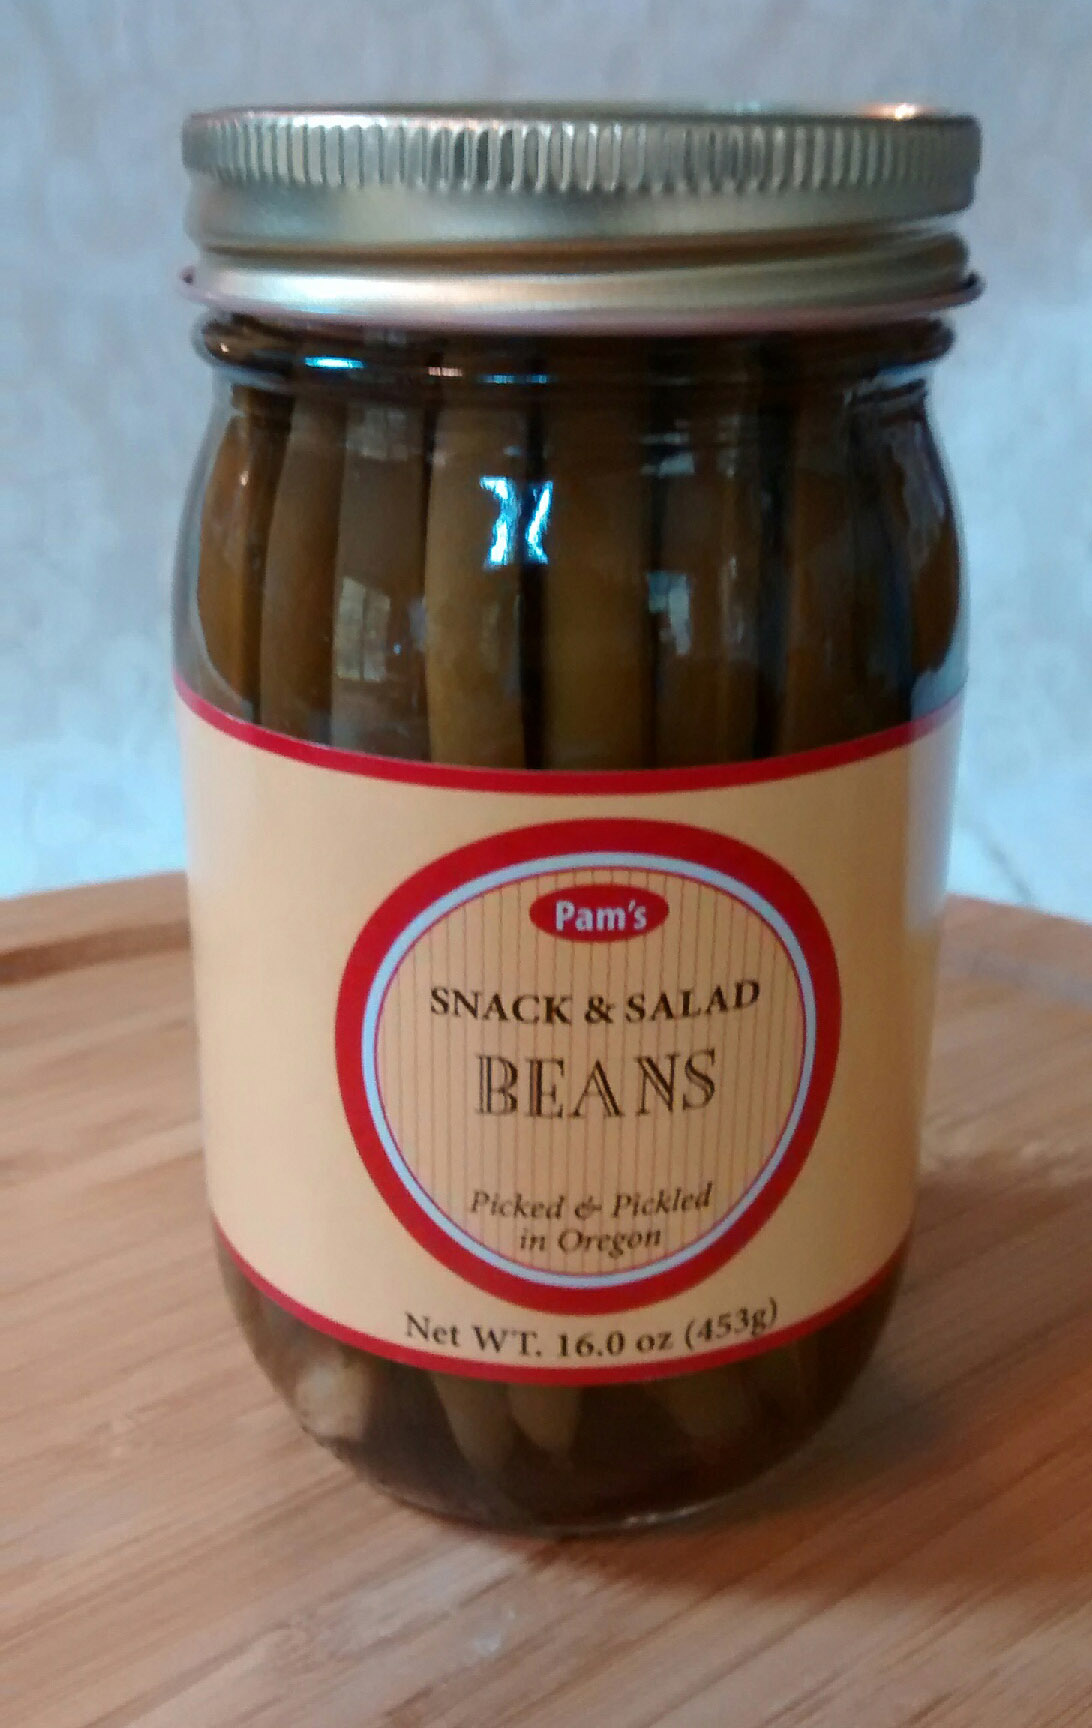 Pam's
SNACK & SALAD
BEANS
Picked & Pickled
in Oregon
Net WT. 16.0 oz (453g)